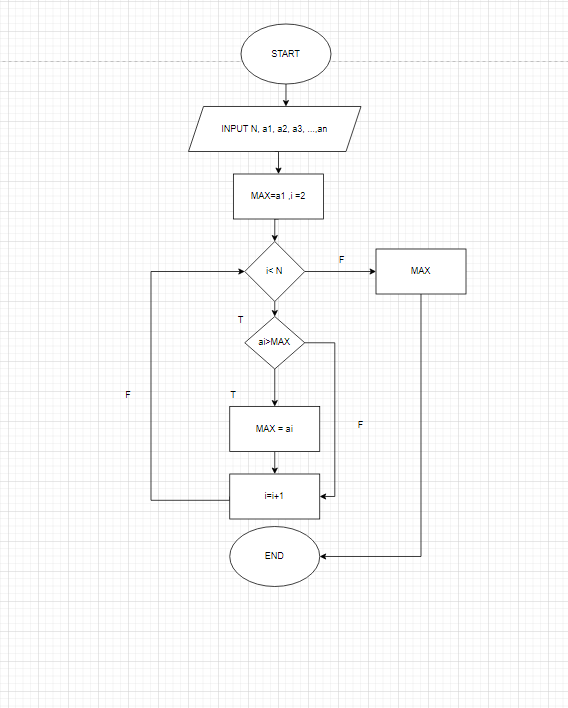 START
INPUT N, a1, a2, a3, ...,an
MAX=a1 ,i =2
i< N
F
MAX
T
ai>MAX
F
T
MAX = ai
F
i=i+1
END